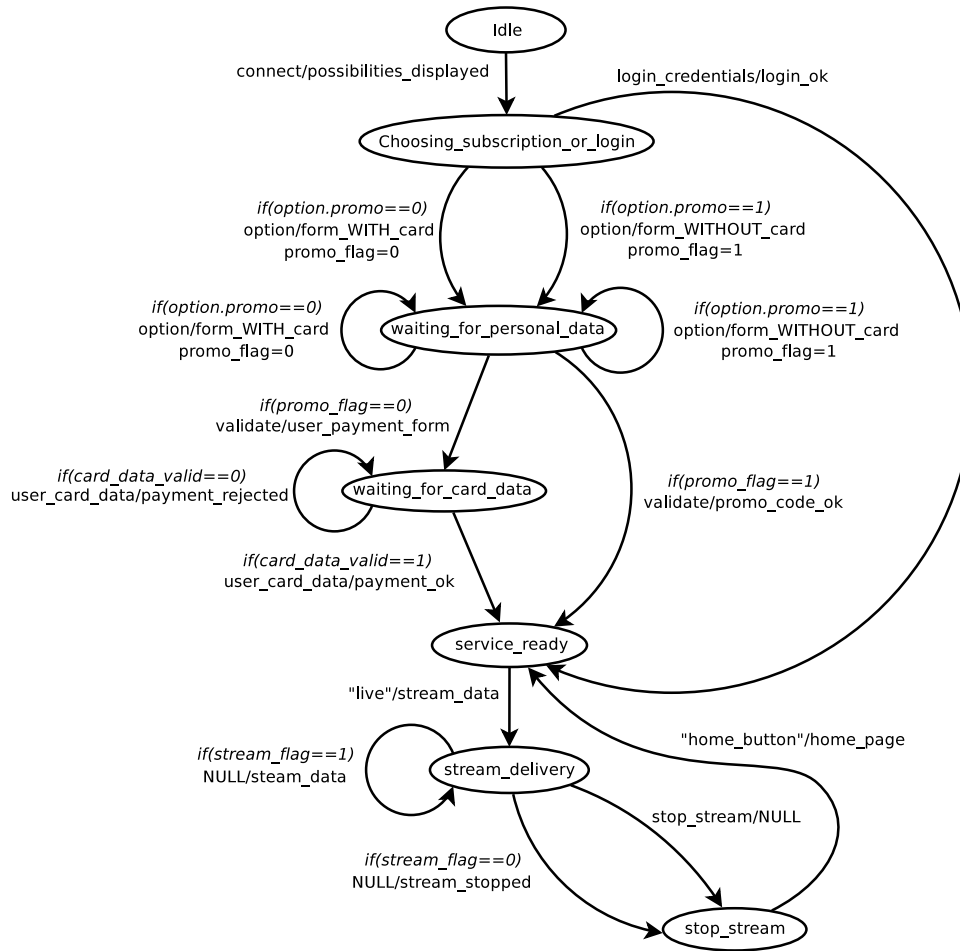 Idle
connect/possibilities_displayed
login_credentials/login_ok
Choosing_subscription_or_login
if(option.promo==0)
option/form_WITH_card
promo_flag=0
if(option.promo==1)
option/form_WITHOUT_card
promo_flag=1
if(option.promo==0)
option/form_WITH_card
promo_flag=0
waiting_for_personal_data
if(option.promo==1)
option/form_WITHOUT_card
promo_flag=1
if(promo_flag==0)
validate/user_payment_form
if(card_data_valid==0)
user_card_data/payment_rejected
waiting_for_card_data
if(promo_flag==1)
validate/promo_code_ok
if(card_data_valid==1)
user_card_data/payment_ok
service_ready
"live"/stream_data
"home_button"/home_page
if(stream_flag==1)
NULL/steam_data
stream_delivery
stop_stream/NULL
if(stream_flag==0)
NULL/stream_stopped
stop_stream